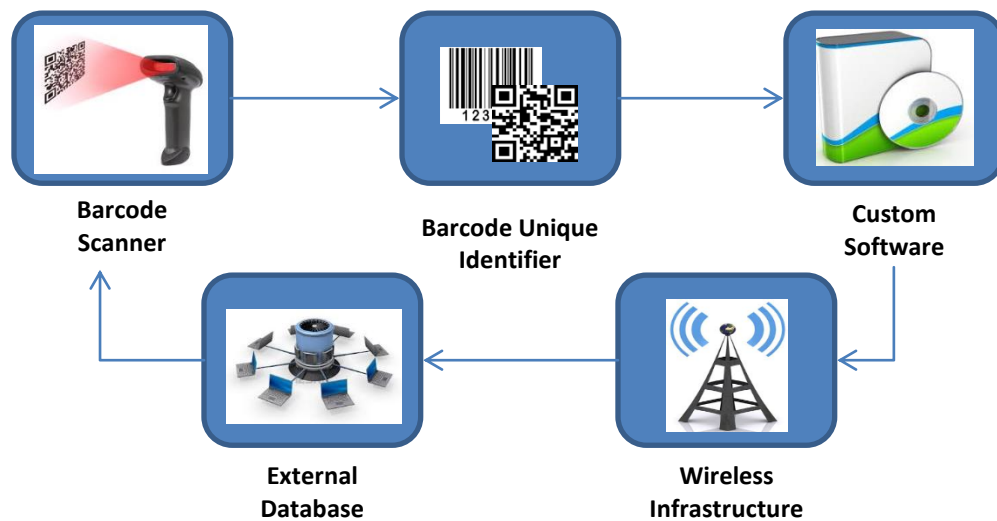 123
Barcode
Scanner
Barcode Unique
Identifier
Custom
Software
External
Database
Wireless
Infrastructure